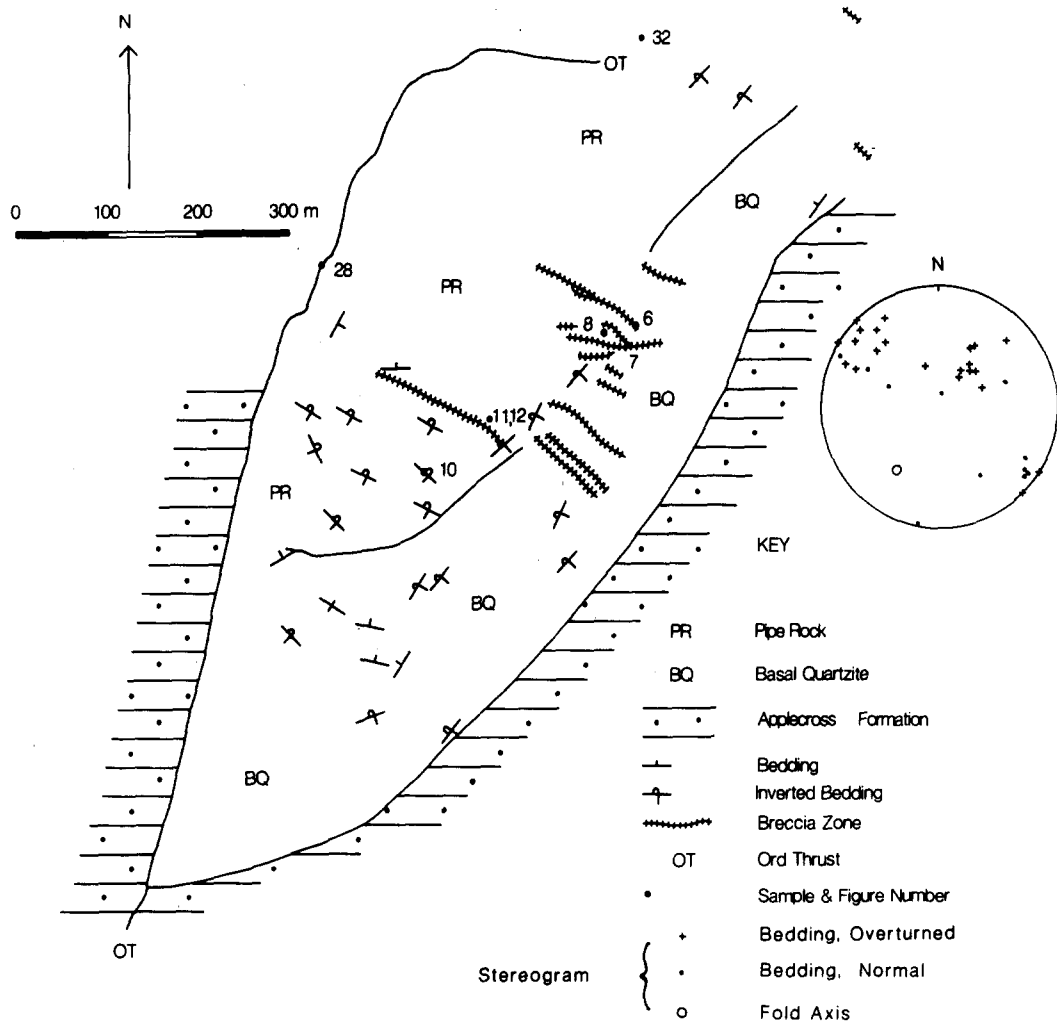 N
32
OT
PR
BQ
0 100 200 300 m
28
PR
6
8
7
N
BQ
11,12
10
PR
BQ
BQ
OT
KEY
PR Pipe Rock
BQ Basal Quartzite
Applecross Formation
Bedding
Inverted Bedding
Breccia Zone
OT Ord Thrust
Sample & Figure Number
Stereogram
Bedding, Overturned
Bedding, Normal
Fold Axis